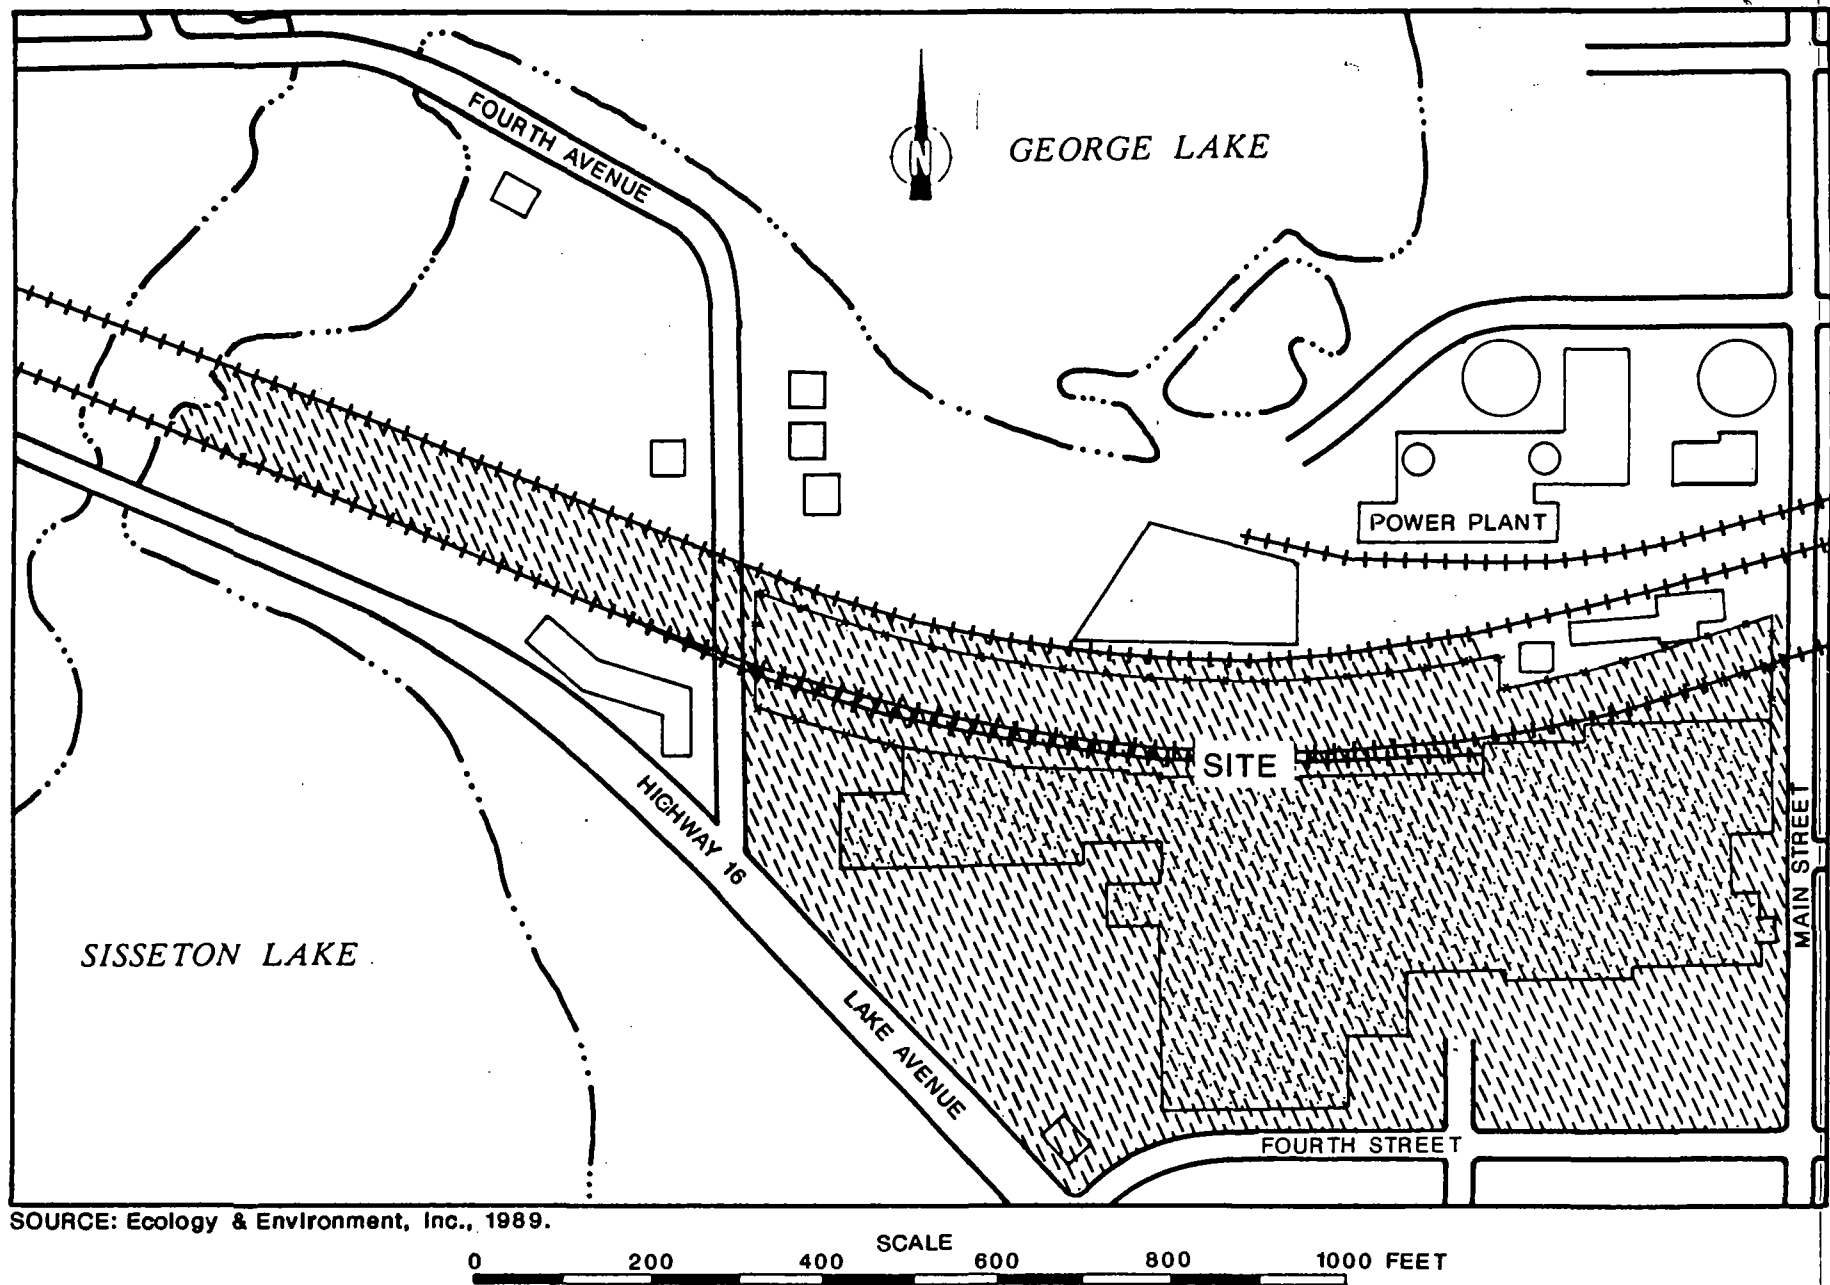 FOURTH AVENUE
N
GEORGE LAKE
POWER PLANT
SITE
HIGHWAY 16
MAIN STREET
SISSETON LAKE
LAKE AVENUE
FOURTH STREET
SOURCE: Ecology & Environment, Inc., 1989.
SCALE
0 200 400 600 800 1000 FEET